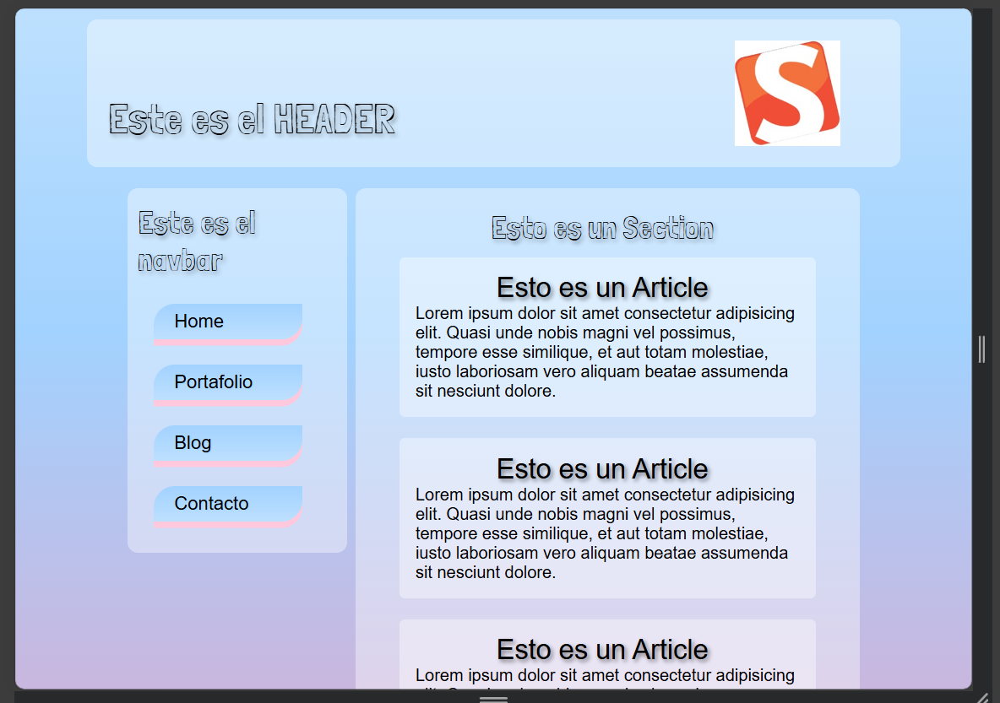 Este es el HEADER
S
Este es el
navbar
Home
Portafolio
Blog
Contacto
Esto es un Section
Esto es un Article
Lorem ipsum dolor sit amet consectetur adipisicing
elit. Quasi unde nobis magni vel possimus,
tempore esse similique, et aut totam molestiae,
iusto laboriosam vero aliquam beatae assumenda
sit nesciunt dolore.
Esto es un Article
Lorem ipsum dolor sit amet consectetur adipisicing
elit. Quasi unde nobis magni vel possimus,
tempore esse similique, et aut totam molestiae,
iusto laboriosam vero aliquam beatae assumenda
sit nesciunt dolore.
Esto es un Article
Lorem ipsum dolor sit amet consectetur adipisicing